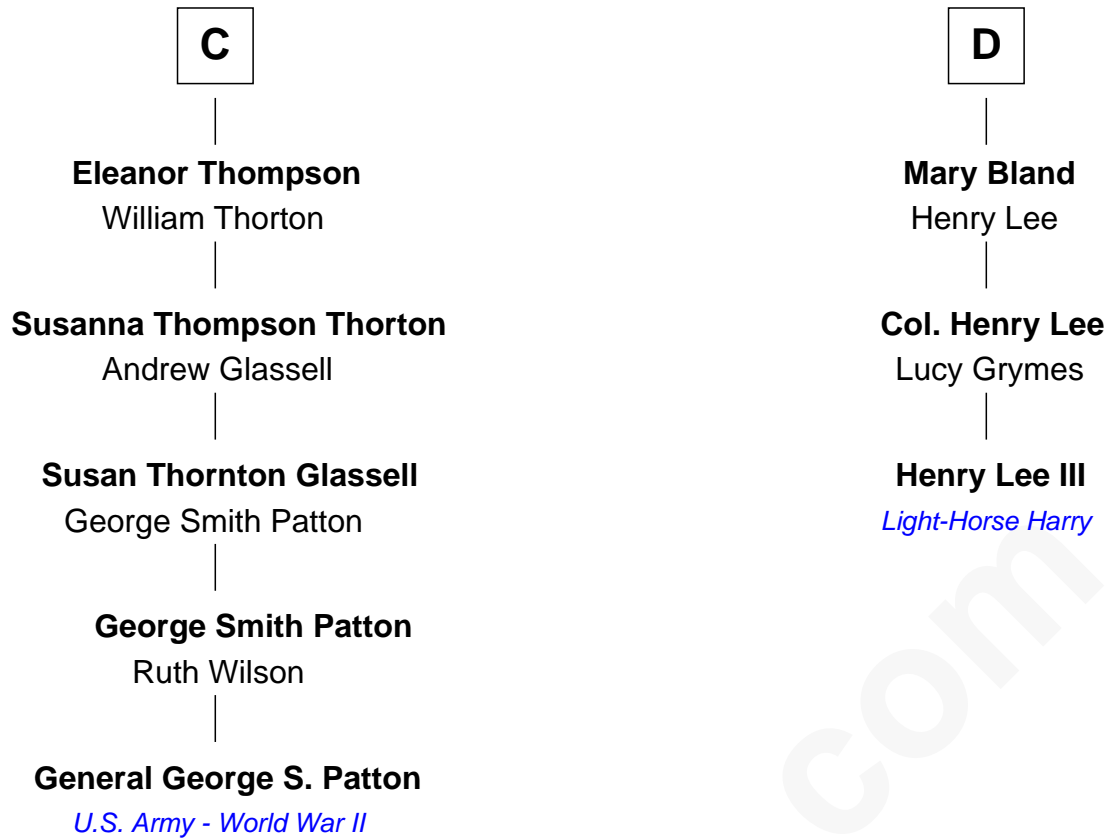 C
Eleanor Thompson
William Thorton
Susanna Thompson Thorton
Andrew Glassell
Susan Thornton Glassell
George Smith Patton
George Smith Patton
Ruth Wilson
General George S. Patton
U.S. Army - World War II
D
Mary Bland
Henry Lee
Col. Henry Lee
Lucy Grymes
Henry Lee III
Light-Horse Harry
com